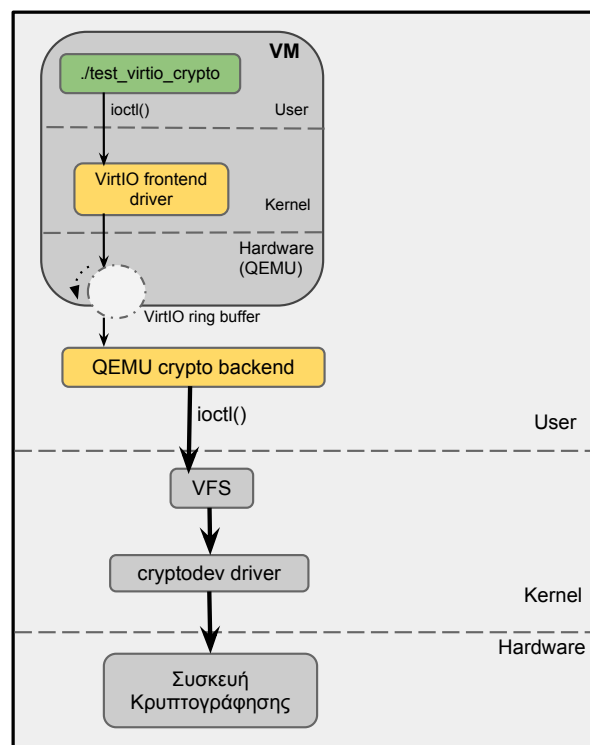 VM
./test_virtio_crypto
ioctl()
User
VirtIO frontend
driver
Kernel
Hardware
(QEMU)
VirtIO ring buffer
QEMU crypto backend
ioctl()
User
VFS
cryptodev driver
Kernel
Hardware
Συσκευή
Κρυπτογράφησης